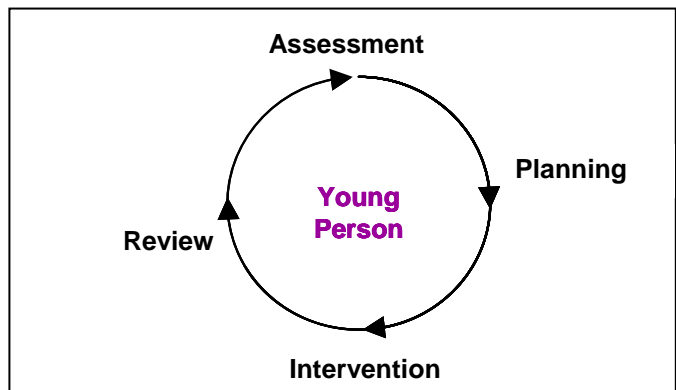 Assessment
Planning
Young
Person
Review
Intervention